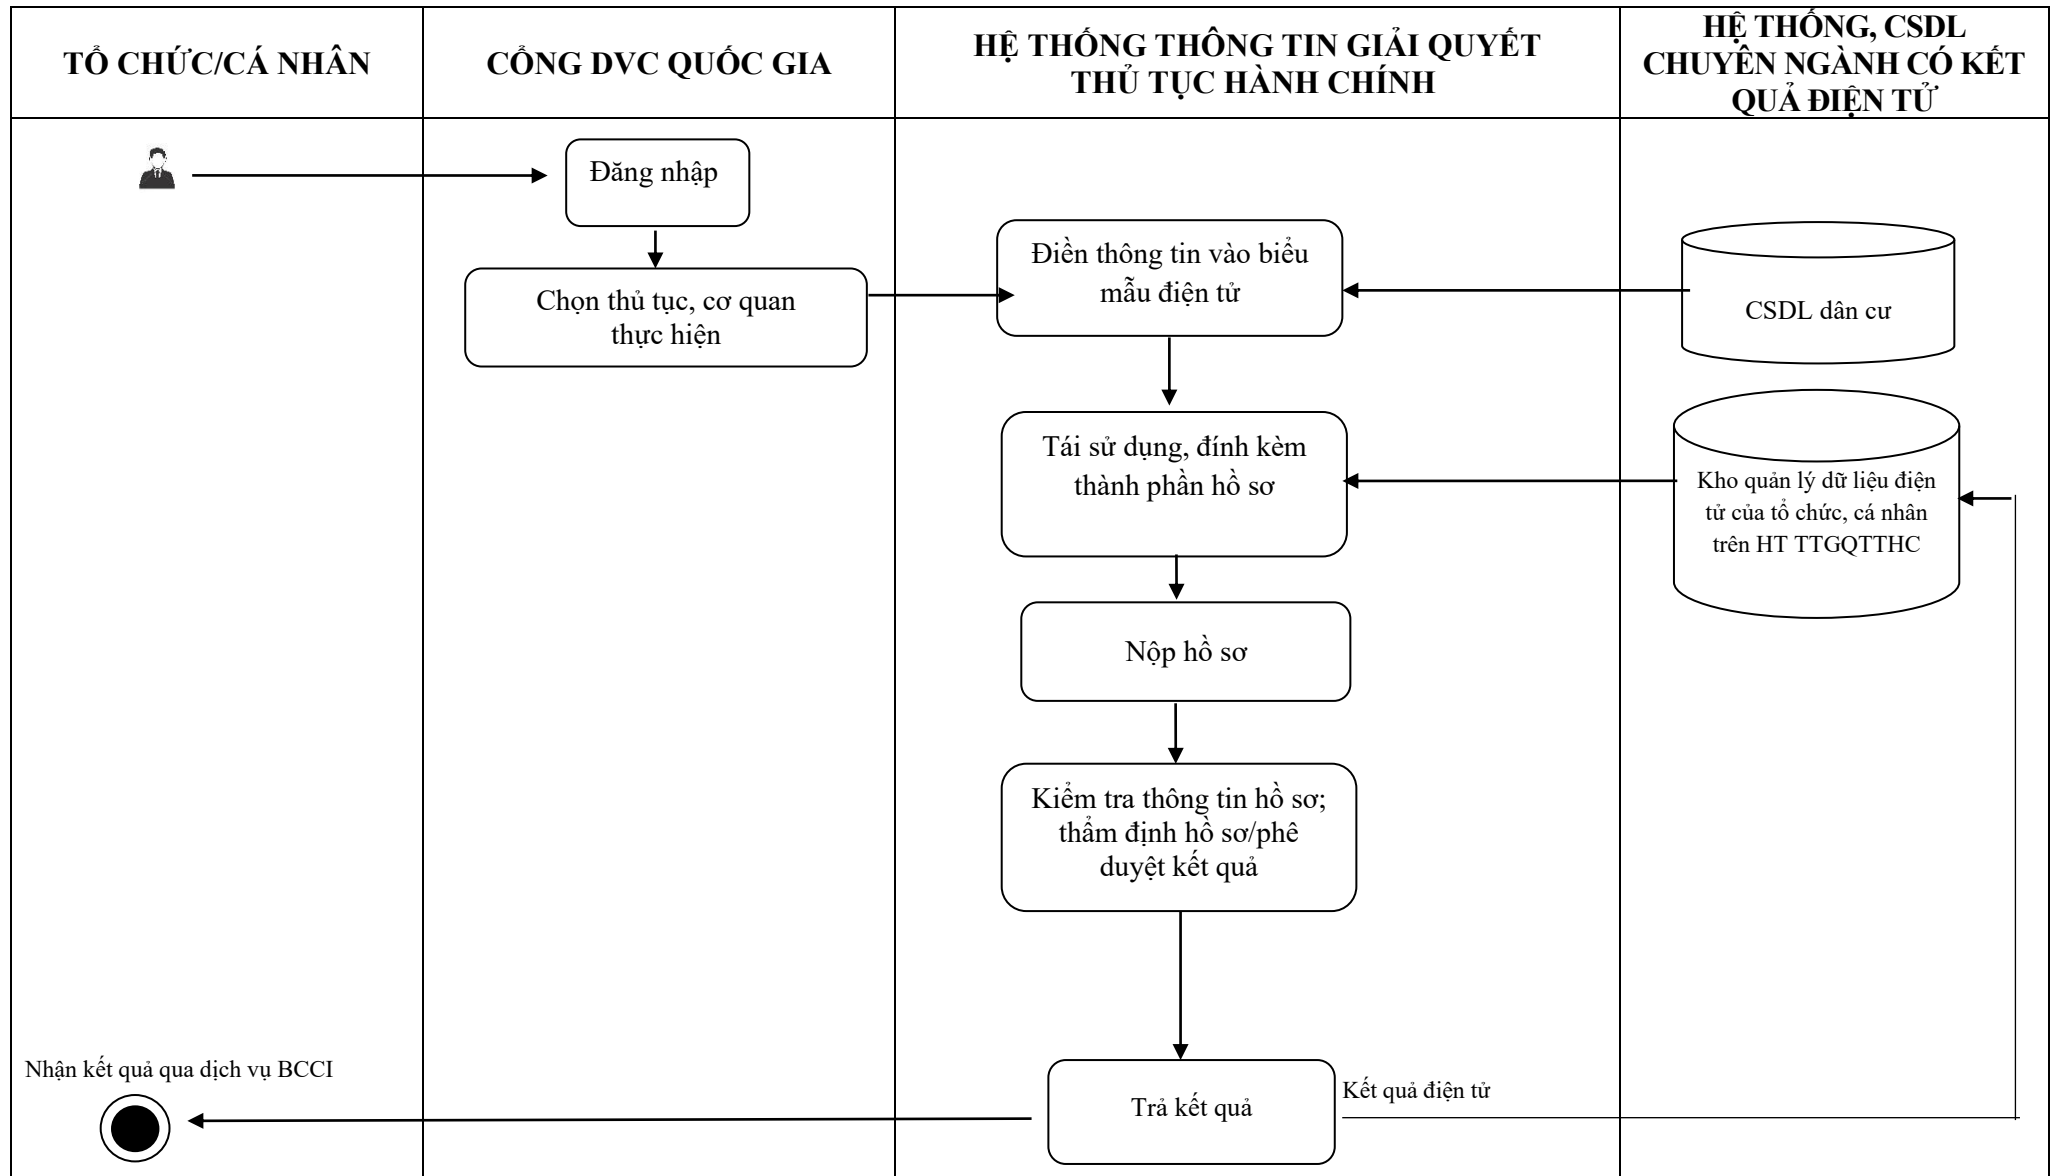 TỔ CHỨC/CÁ NHÂN
CỔNG DVC QUỐC GIA
HỆ THỐNG THÔNG TIN GIẢI QUYẾT
THỦ TỤC HÀNH CHÍNH
HỆ THỐNG, CSDL
CHUYÊN NGÀNH CÓ KẾT
QUẢ ĐIỆN TỬ
Đăng nhập
Chọn thủ tục, cơ quan
thực hiện
Điền thông tin vào biểu
mẫu điện tử
CSDL dân cư
Tái sử dụng, đính kèm
thành phần hồ sơ
Kho quản lý dữ liệu điện
tử của tổ chức, cá nhân
trên HT TTGQTTHC
Nộp hồ sơ
Kiểm tra thông tin hồ sơ;
thẩm định hồ sơ/phê
duyệt kết quả
Nhận kết quả qua dịch vụ BCCI
Trả kết quả
Kết quả điện tử